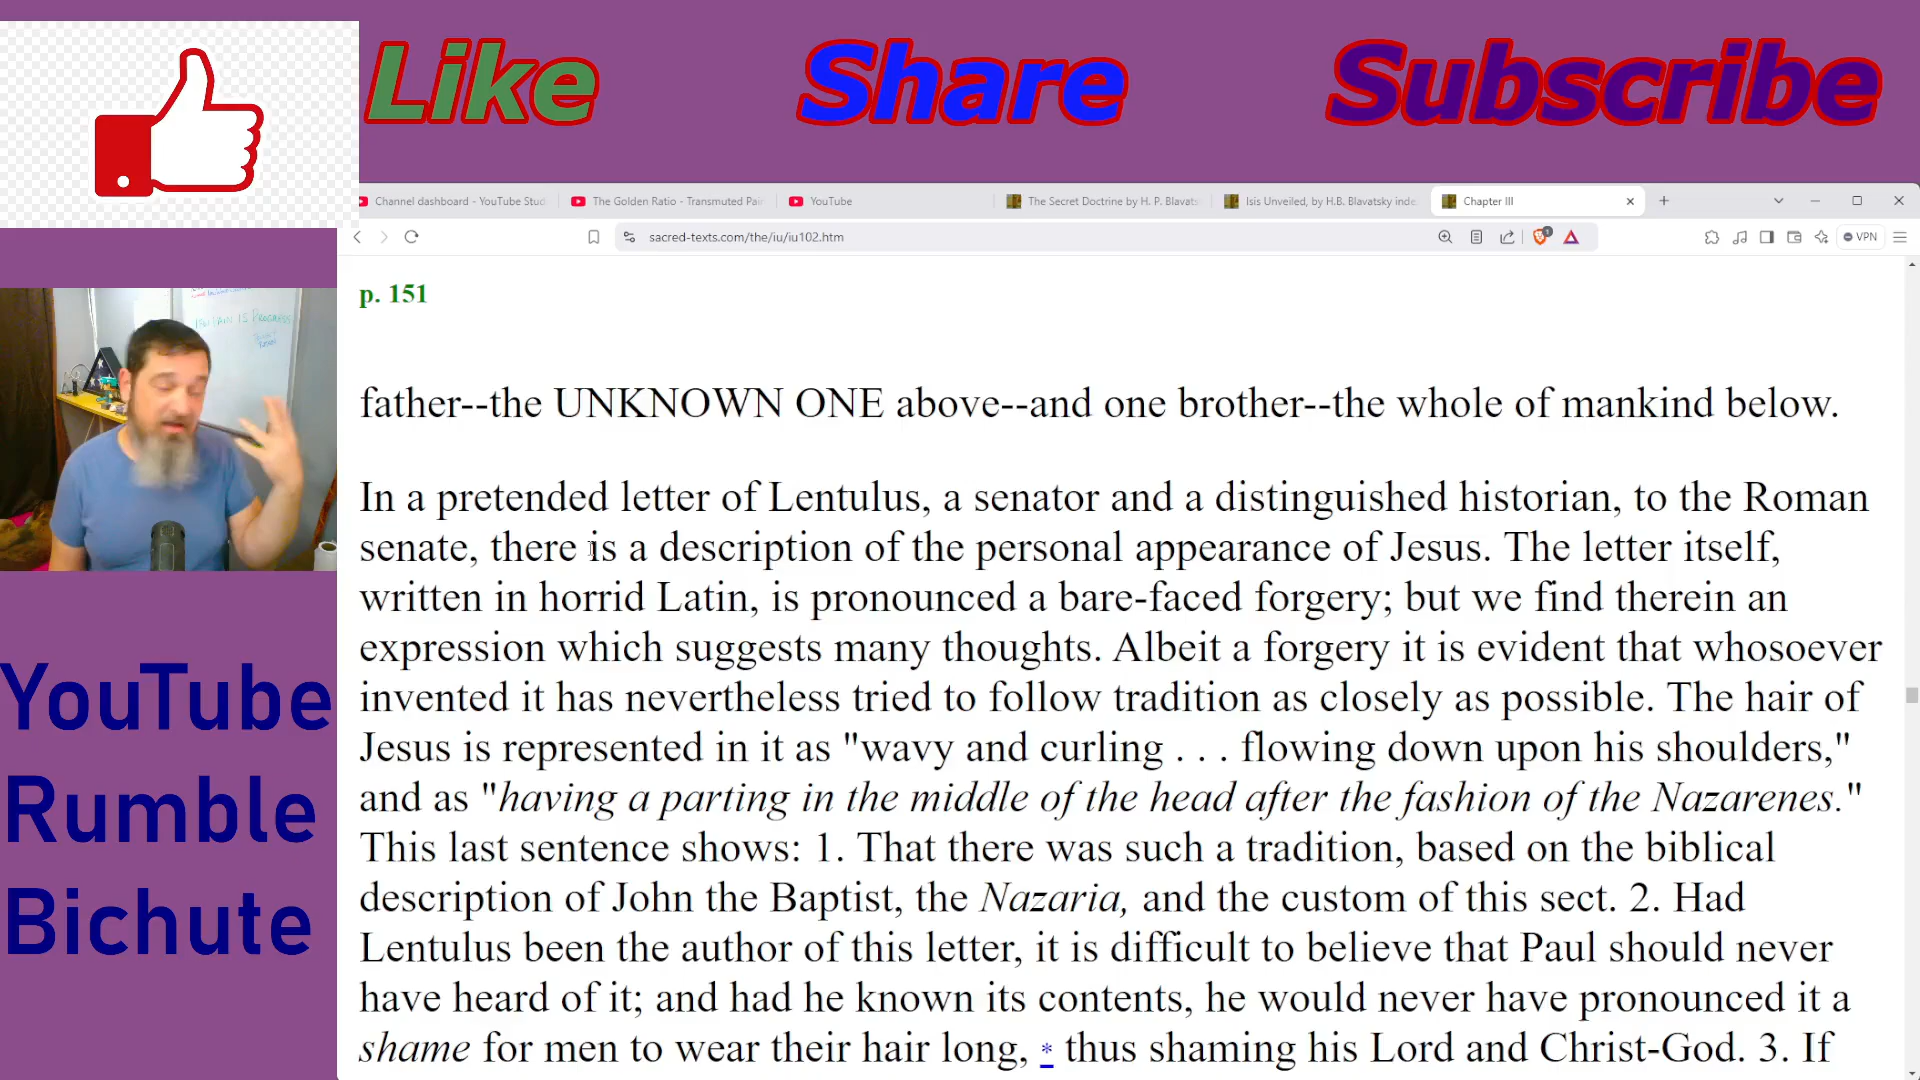 Like Share Subscribe
Channel dashboard - YouTube Stud
The Golden Ratio - Transmuted Pai
YouTube
The Secret Doctrine by H. P. Blavats
Isis Unveiled, by H.B. Blavatsky inde
Chapter III
sacred-texts.com/the/iu/iu102.htm
1
VPN
p. 151
father--the UNKNOWN ONE above--and one brother--the whole of mankind below.
In a pretended letter of Lentulus, a senator and a distinguished historian, to the Roman
senate, there is a description of the personal appearance of Jesus. The letter itself,
written in horrid Latin, is pronounced a bare-faced forgery; but we find therein an
expression which suggests many thoughts. Albeit a forgery it is evident that whosoever
invented it has nevertheless tried to follow tradition as closely as possible. The hair of
Jesus is represented in it as "wavy and curling . . . flowing down upon his shoulders,"
and as "having a parting in the middle of the head after the fashion of the Nazarenes."
This last sentence shows: 1. That there was such a tradition, based on the biblical
description of John the Baptist, the Nazaria, and the custom of this sect. 2. Had
Lentulus been the author of this letter, it is difficult to believe that Paul should never
have heard of it; and had he known its contents, he would never have pronounced it a
shame for men to wear their hair long, * thus shaming his Lord and Christ-God. 3. If
PAIN IS PROGRESS
YouTube
Rumble
Bichute